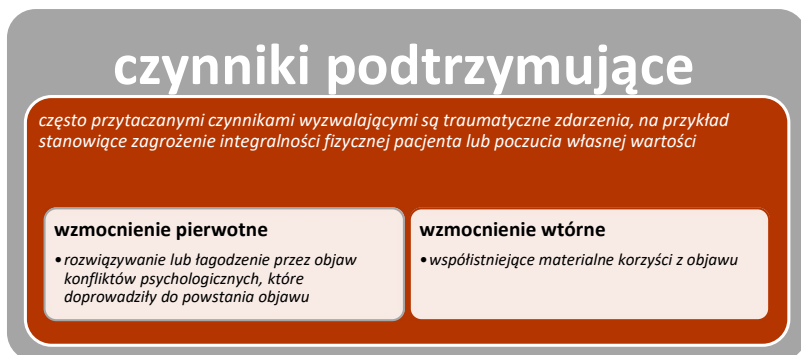 czynniki podtrzymujące
często przytaczanymi czynnikami wyzwalającymi są traumatyczne zdarzenia, na przykład
stanowiące zagrożenie integralności fizycznej pacjenta lub poczucia własnej wartości
wzmocnienie pierwotne
•rozwiązywanie lub łagodzenie przez objaw
konfliktów psychologicznych, które
doprowadziły do powstania objawu
wzmocnienie wtórne
•współistniejące materialne korzyści z objawu